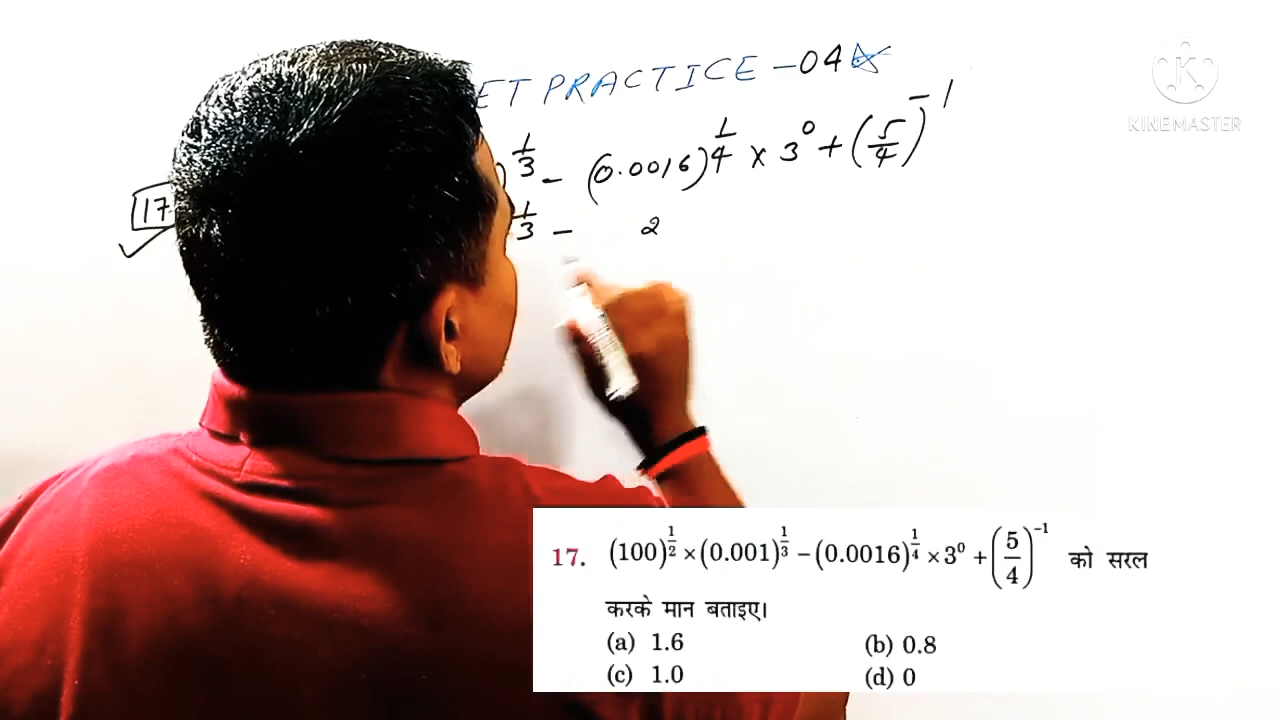 ET PRACTICE - 04
KINEMASTER
17 )^{1/3} - (0.0016)^{1/4} × 3^0 + (5/4)^{-1}
^{1/3} - 2
17. (100)^{1/2} × (0.001)^{1/3} - (0.0016)^{1/4} × 3^0 + (5/4)^{-1} को सरल
करके मान बताइए।
(a) 1.6 (b) 0.8
(c) 1.0 (d) 0